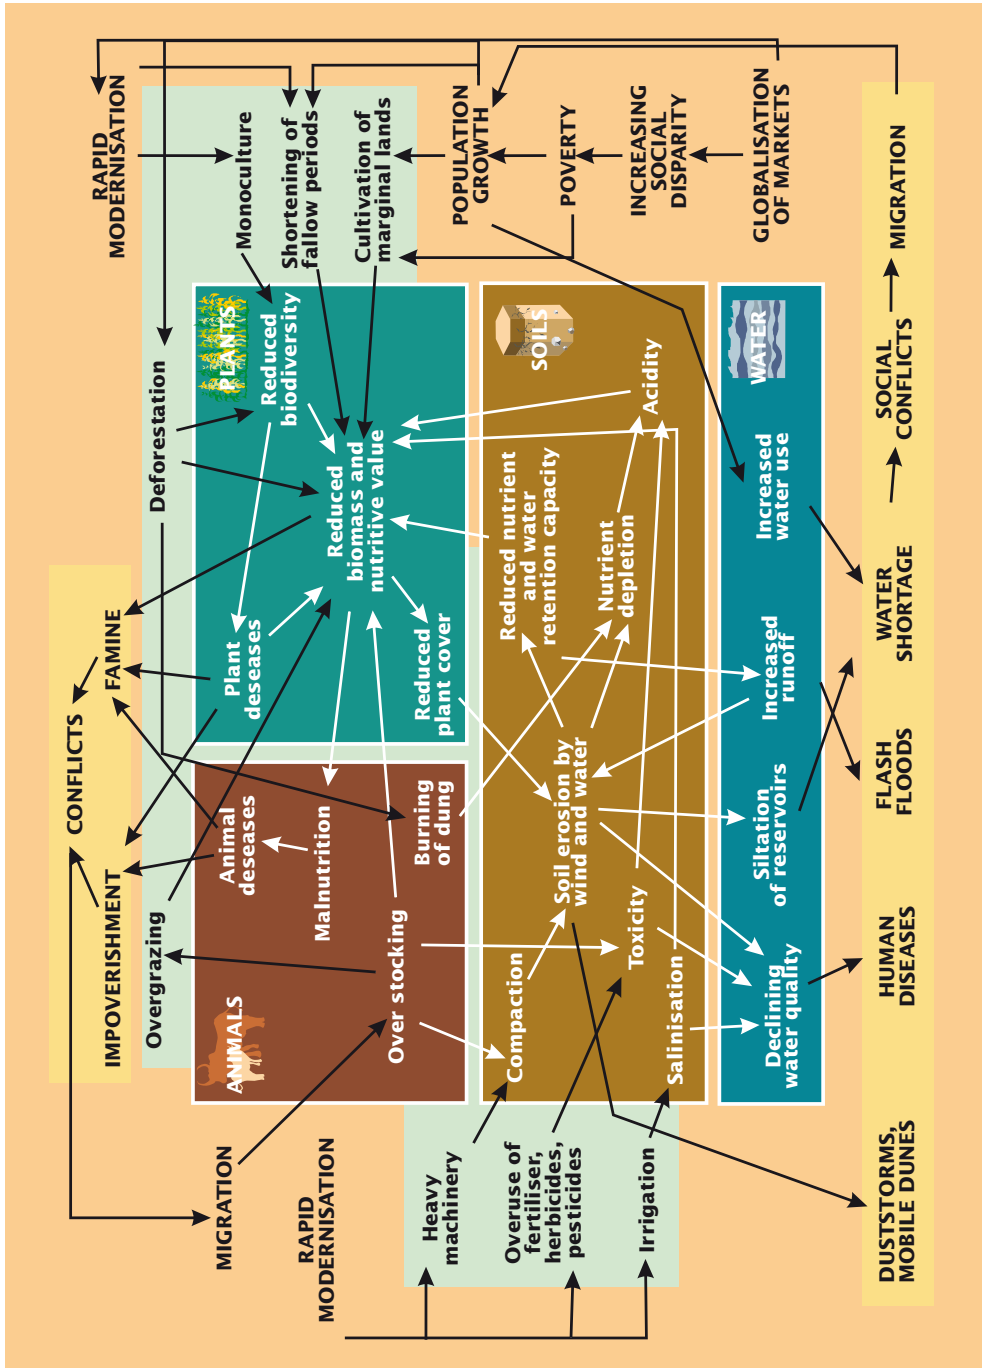 CONFLICTS
IMPOVERISHMENT
FAMINE
RAPID
MODERNISATION
Overgrazing
Deforestation
MIGRATION
ANIMALS
Animal
deseases
Plant
deseases
PLANTS
Reduced
biodiversity
Monoculture
RAPID
MODERNISATION
Malnutrition
Reduced
biomass and
nutritive value
Shortening of
fallow periods
Over stocking
Cultivation of
marginal lands
Burning
of dung
Reduced
plant cover
Heavy
machinery
POPULATION
GROWTH
Compaction
Reduced nutrient
and water
retention capacity
SOILS
Overuse of
fertiliser,
herbicides,
pesticides
Soil erosion by
wind and water
POVERTY
Nutrient
depletion
Toxicity
Acidity
Irrigation
Salinisation
INCREASING
SOCIAL
DISPARITY
Declining
water quality
Siltation
of reservoirs
Increased
runoff
Increased
water use
WATER
GLOBALISATION
OF MARKETS
DUSTSTORMS,
MOBILE DUNES
HUMAN
DISEASES
FLASH
FLOODS
WATER
SHORTAGE
SOCIAL
CONFLICTS
MIGRATION